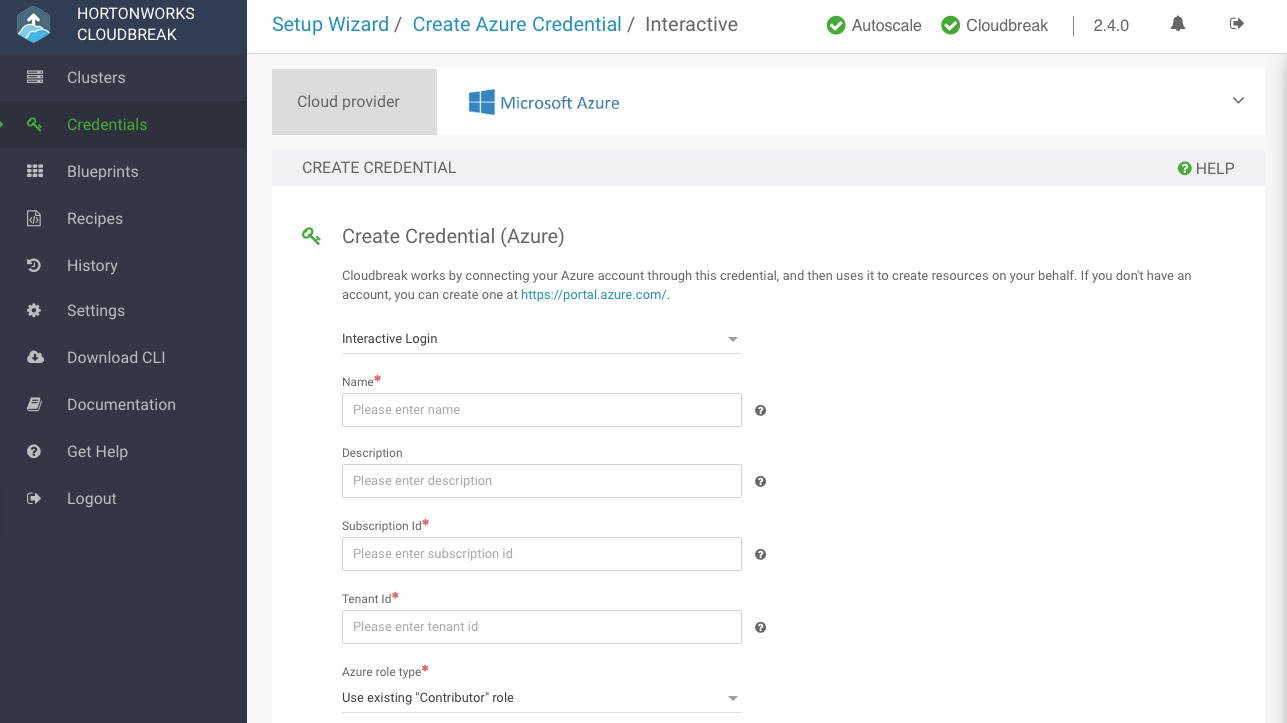 HORTONWORKS
CLOUDBREAK
Setup Wizard / Create Azure Credential / Interactive
Autoscale
Cloudbreak
2.4.0
Clusters
Credentials
Blueprints
Recipes
History
Settings
Download CLI
Documentation
Get Help
Logout
Cloud provider
Microsoft Azure
CREATE CREDENTIAL
HELP
Create Credential (Azure)
Cloudbreak works by connecting your Azure account through this credential, and then uses it to create resources on your behalf. If you don't have an
account, you can create one at https://portal.azure.com/.
Interactive Login
Name*
Please enter name
Description
Please enter description
Subscription Id*
Please enter subscription id
Tenant Id*
Please enter tenant id
Azure role type*
Use existing "Contributor" role